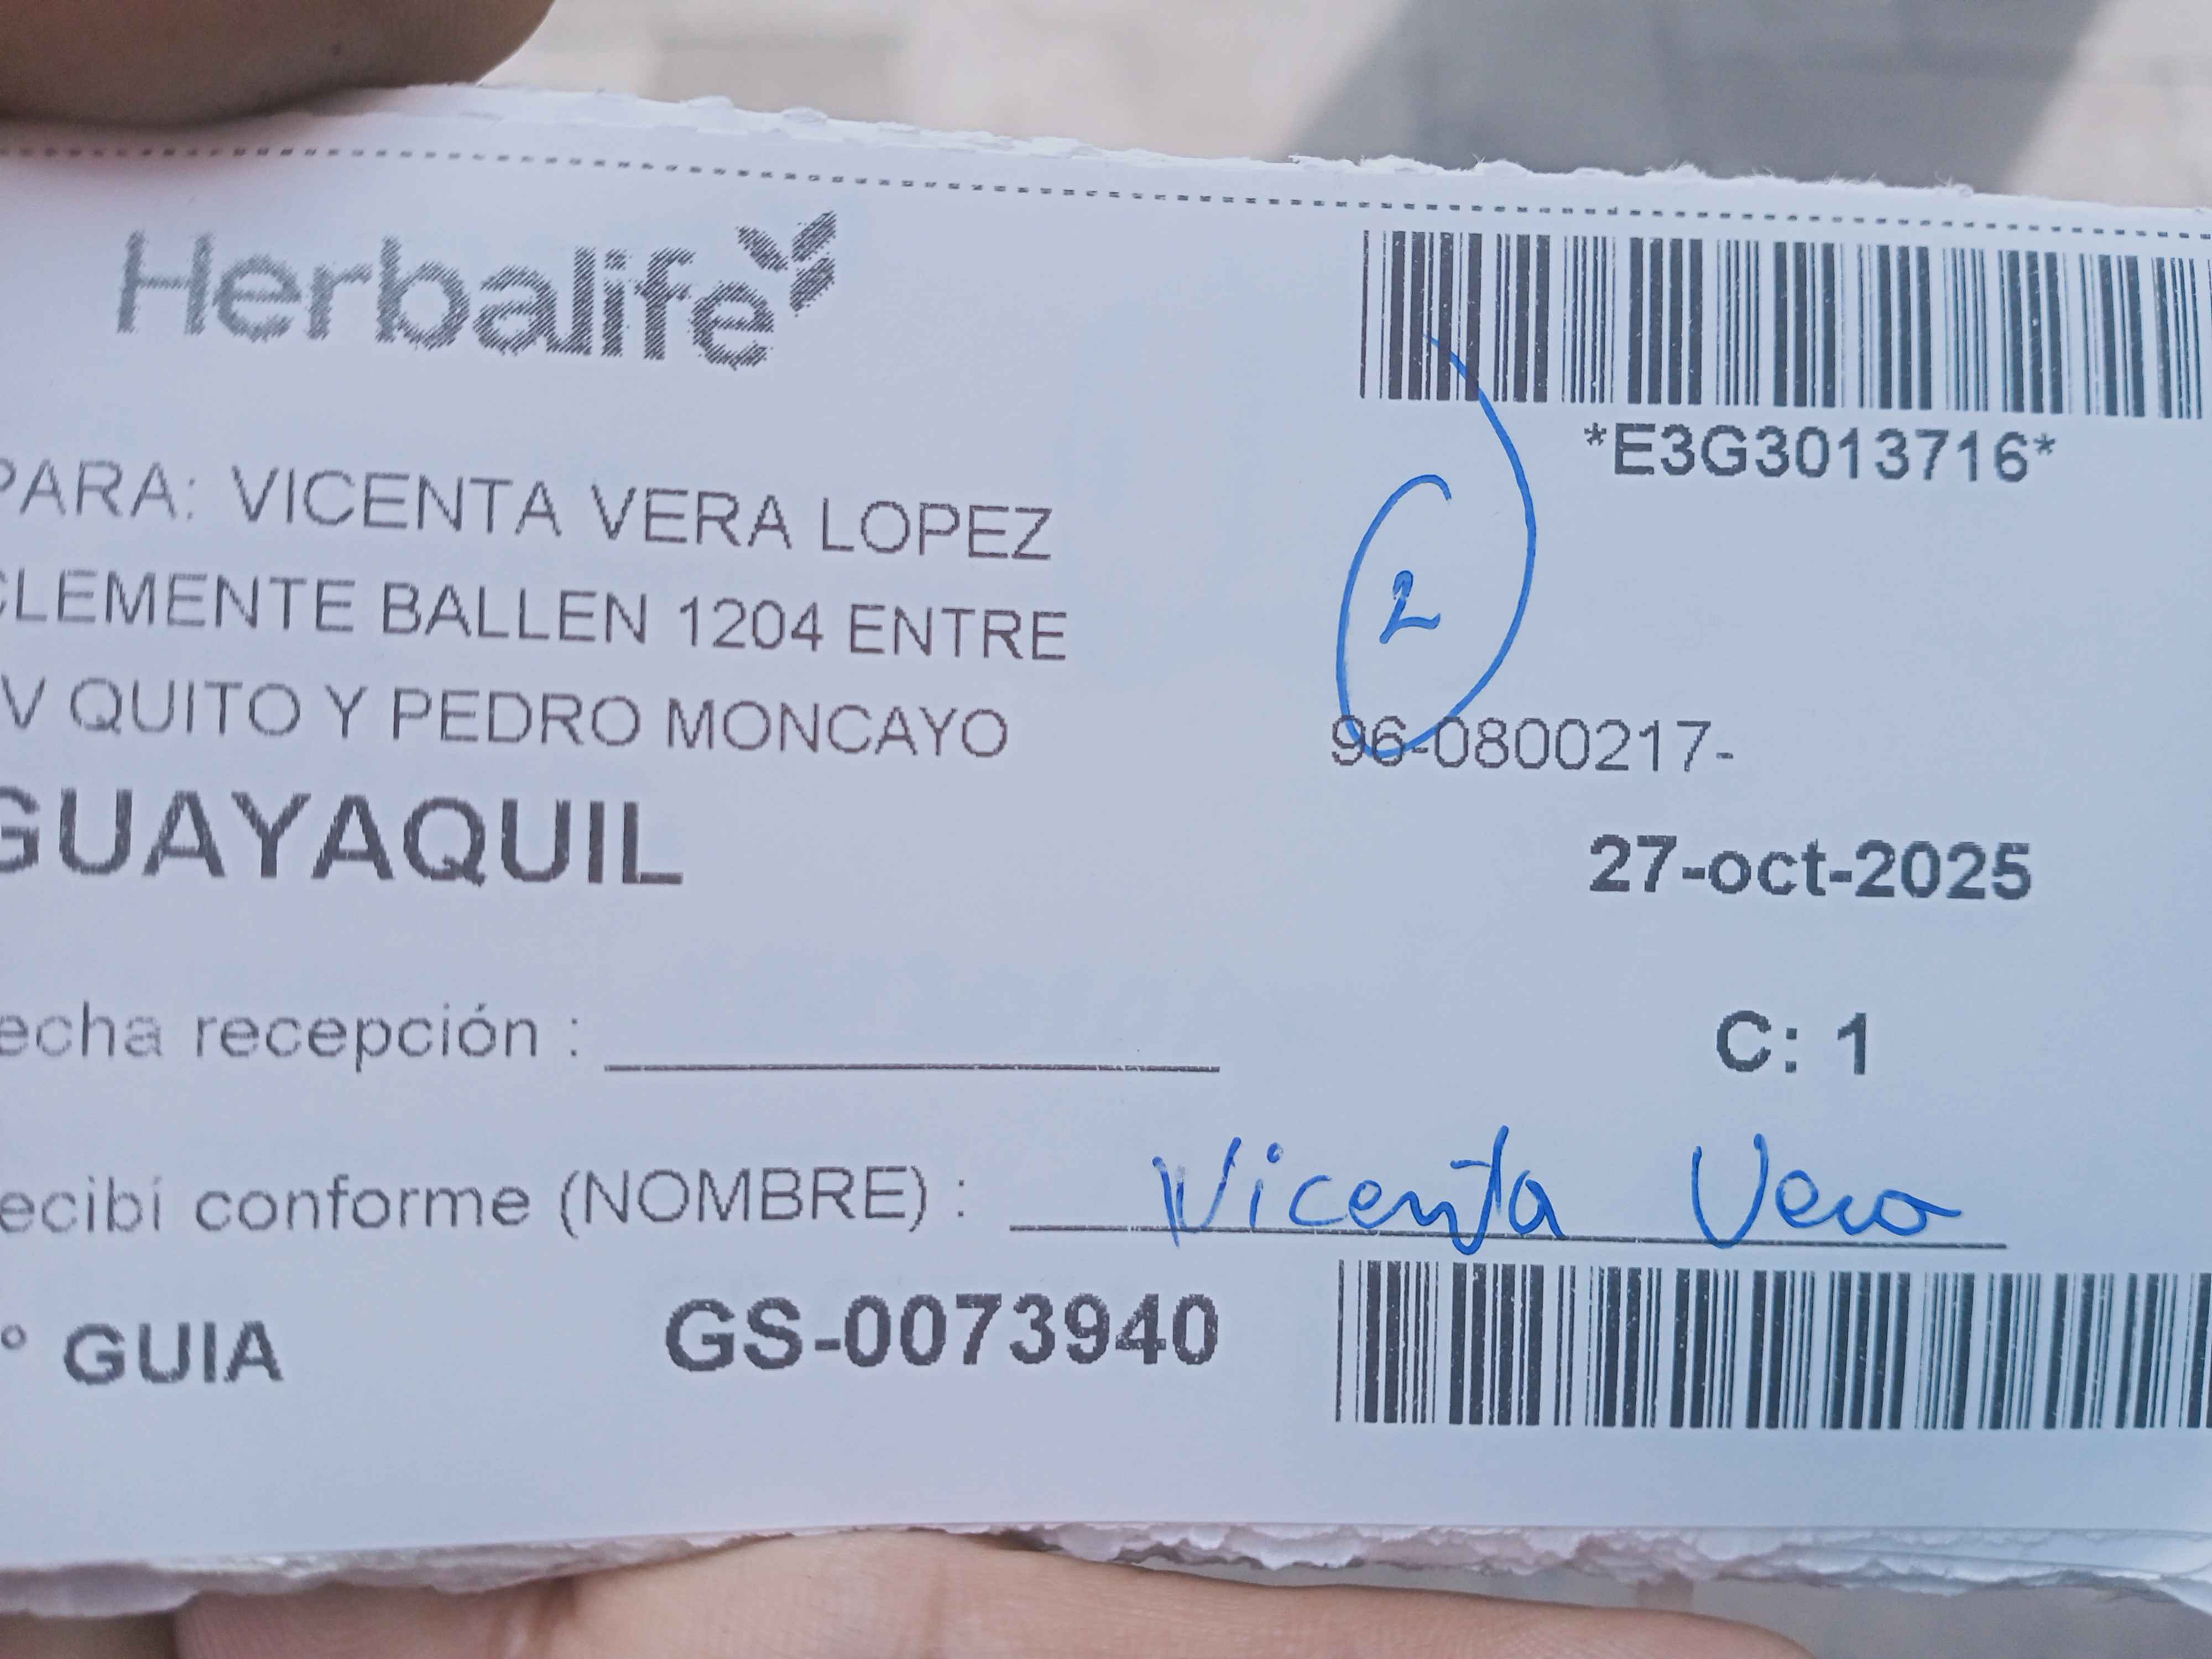 Herbalife
*E3G3013716*
PARA: VICENTA VERA LOPEZ
CLEMENTE BALLEN 1204 ENTRE
2
V QUITO Y PEDRO MONCAYO
96-0800217-
GUAYAQUIL
27-oct-2025
echa recepción :
C: 1
ecibí conforme (NOMBRE) : Vicenta Vera
° GUIA GS-0073940